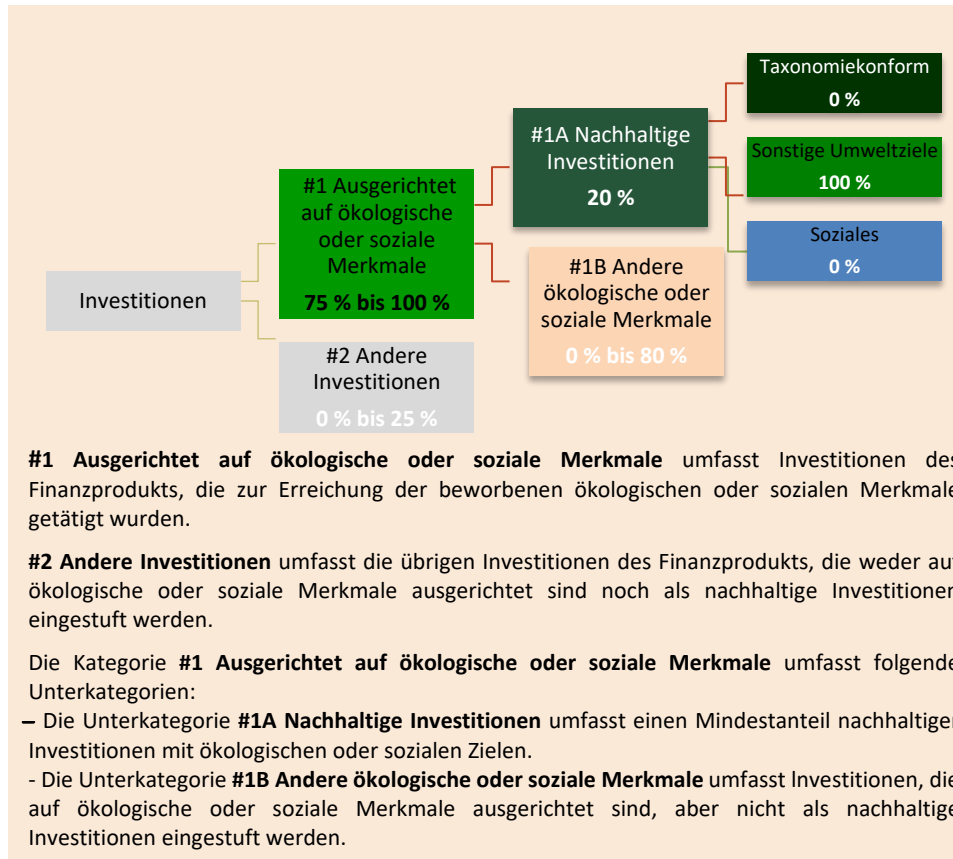 Taxonomiekonform
0 %
#1A Nachhaltige
Investitionen
20 %
Sonstige Umweltziele
100 %
#1 Ausgerichtet
auf ökologische
oder soziale
Merkmale
75 % bis 100 %
Soziales
0 %
#1B Andere
ökologische oder
soziale Merkmale
0 % bis 80 %
Investitionen
#2 Andere
Investitionen
0 % bis 25 %
#1 Ausgerichtet auf ökologische oder soziale Merkmale umfasst Investitionen des
Finanzprodukts, die zur Erreichung der beworbenen ökologischen oder sozialen Merkmale
getätigt wurden.
#2 Andere Investitionen umfasst die übrigen Investitionen des Finanzprodukts, die weder auf
ökologische oder soziale Merkmale ausgerichtet sind noch als nachhaltige Investitionen
eingestuft werden.
Die Kategorie #1 Ausgerichtet auf ökologische oder soziale Merkmale umfasst folgende
Unterkategorien:
– Die Unterkategorie #1A Nachhaltige Investitionen umfasst einen Mindestanteil nachhaltiger
Investitionen mit ökologischen oder sozialen Zielen.
- Die Unterkategorie #1B Andere ökologische oder soziale Merkmale umfasst Investitionen, die
auf ökologische oder soziale Merkmale ausgerichtet sind, aber nicht als nachhaltige
Investitionen eingestuft werden.